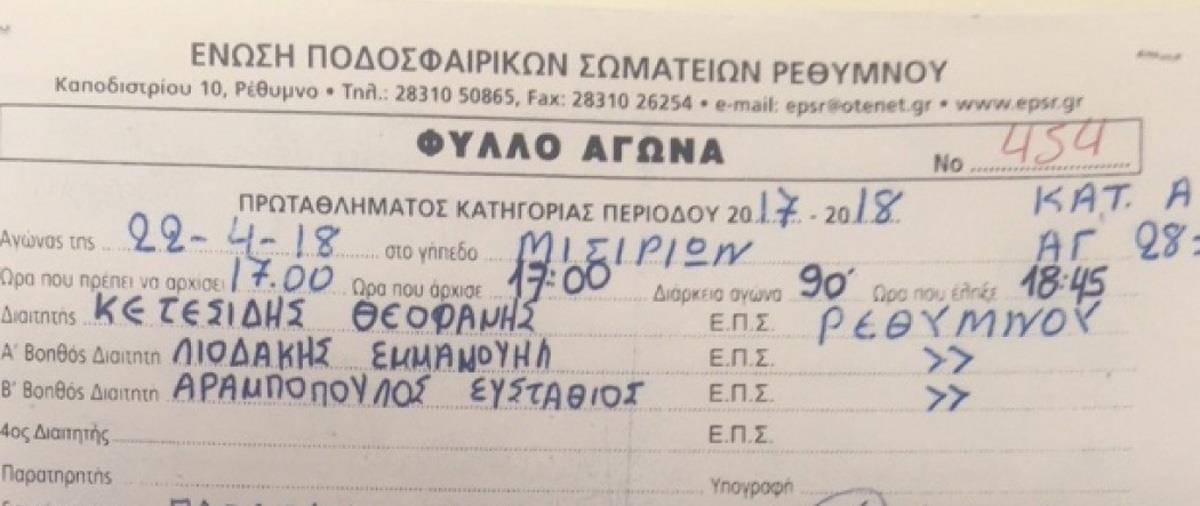 ΕΝΩΣΗ ΠΟΔΟΣΦΑΙΡΙΚΩΝ ΣΩΜΑΤΕΙΩΝ ΡΕΘΥΜΝΟΥ
Καποδιστρίου 10, Ρέθυμνο • Τηλ.: 28310 50865, Fax: 28310 26254 • e-mail: epsr@otenet.gr • www.epsr.gr
ΦΥΛΛΟ ΑΓΩΝΑ Νο 454
ΠΡΩΤΑΘΛΗΜΑΤΟΣ ΚΑΤΗΓΟΡΙΑΣ ΠΕΡΙΟΔΟΥ 2017 - 2018 ΚΑΤ. Α
Αγώνας της 22-4-18 στο γήπεδο ΜΙΣΙΡΙΩΝ ΑΓ 28
Ώρα που πρέπει να αρχίσει 17.00 Ώρα που άρχισε 17:00 Διάρκεια αγώνα 90' Ώρα που έληξε 18:45
Διαιτητής ΚΕΤΕΣΙΔΗΣ ΘΕΟΦΑΝΗΣ Ε.Π.Σ. ΡΕΘΥΜΝΟΥ
Α' Βοηθός Διαιτητή ΛΙΟΔΑΚΗΣ ΕΜΜΑΝΟΥΗΛ Ε.Π.Σ. >>
Β' Βοηθός Διαιτητή ΑΡΑΜΠΟΠΟΥΛΟΣ ΕΥΣΤΑΘΙΟΣ Ε.Π.Σ. >>
4ος Διαιτητής Ε.Π.Σ.
Παρατηρητής Υπογραφή